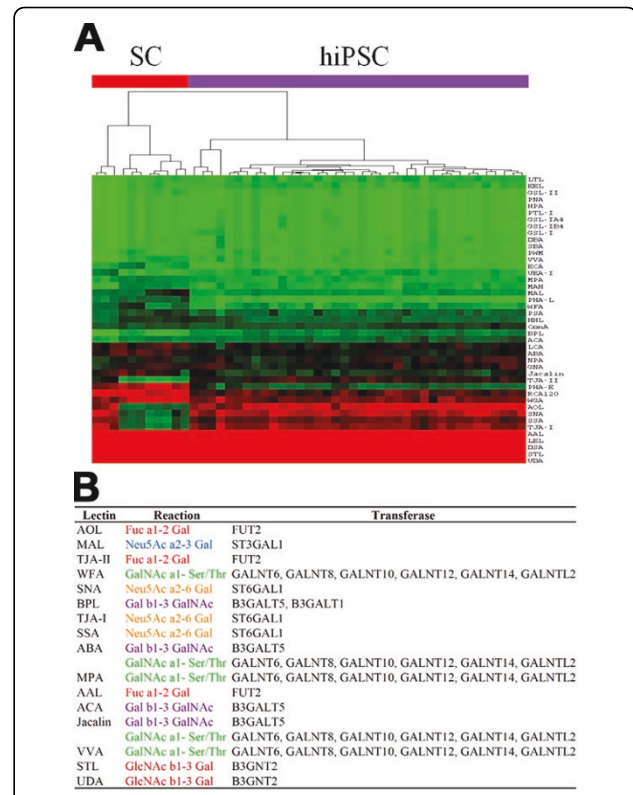 A
SC hiPSC
LTL
REL
GSL-II
PNA
HPA
PTL-I
GSL-IA4
GSL-IB4
GSL-I
DBA
SBA
PWM
VVA
ECA
UEA-I
MPA
MAH
MAL
PHA-L
WFA
PSA
HHL
ConA
BPL
ACA
LCA
ABA
NPA
GNA
Jacalin
TJA-II
PHA-E
RCA120
WGA
AOL
SNA
SSA
TJA-I
AAL
LEL
DSA
STL
UDA
B
Lectin Reaction Transferase
AOL Fuc a1-2 Gal FUT2
MAL Neu5Ac a2-3 Gal ST3GAL1
TJA-II Fuc a1-2 Gal FUT2
WFA GalNAc a1- Ser/Thr GALNT6, GALNT8, GALNT10, GALNT12, GALNT14, GALNTL2
SNA Neu5Ac a2-6 Gal ST6GAL1
BPL Gal b1-3 GalNAc B3GALT5, B3GALT1
TJA-I Neu5Ac a2-6 Gal ST6GAL1
SSA Neu5Ac a2-6 Gal ST6GAL1
ABA Gal b1-3 GalNAc B3GALT5
GalNAc a1- Ser/Thr GALNT6, GALNT8, GALNT10, GALNT12, GALNT14, GALNTL2
MPA GalNAc a1- Ser/Thr GALNT6, GALNT8, GALNT10, GALNT12, GALNT14, GALNTL2
AAL Fuc a1-2 Gal FUT2
ACA Gal b1-3 GalNAc B3GALT5
Jacalin Gal b1-3 GalNAc B3GALT5
GalNAc a1- Ser/Thr GALNT6, GALNT8, GALNT10, GALNT12, GALNT14, GALNTL2
VVA GalNAc a1- Ser/Thr GALNT6, GALNT8, GALNT10, GALNT12, GALNT14, GALNTL2
STL GlcNAc b1-3 Gal B3GNT2
UDA GlcNAc b1-3 Gal B3GNT2